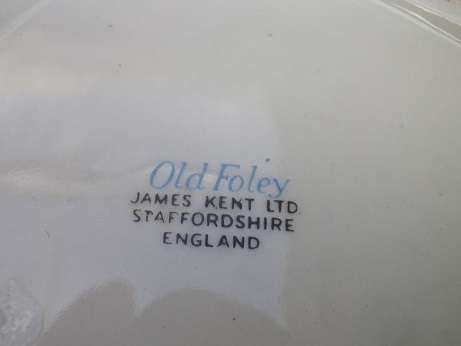 Old Foley
JAMES KENT LTD
STAFFORDSHIRE
ENGLAND